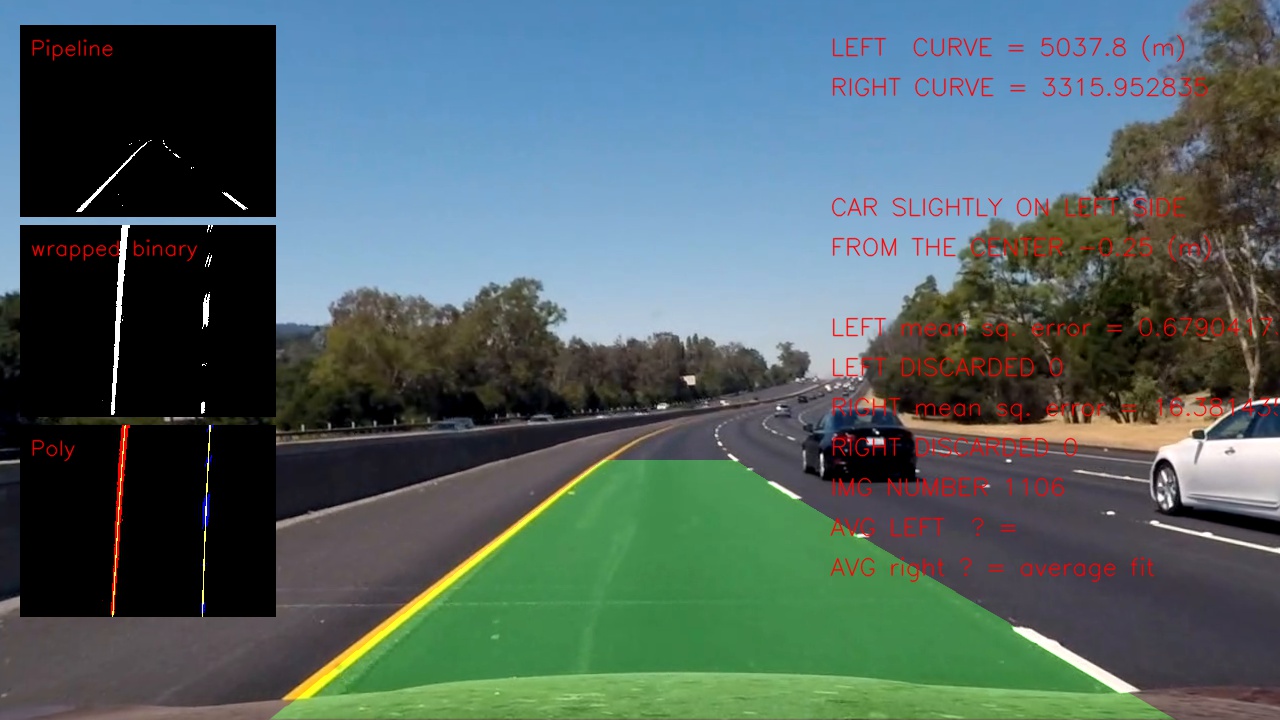 Pipeline
wrapped binary
Poly
LEFT  CURVE = 5037.8 (m)
RIGHT CURVE = 3315.952835
CAR SLIGHTLY ON LEFT SIDE
FROM THE CENTER -0.25 (m)
LEFT mean sq. error = 0.6790417
LEFT DISCARDED 0
RIGHT mean sq. error =
RIGHT DISCARDED 0
IMG NUMBER 1106
AVG LEFT  ? =
AVG right ? = average fit